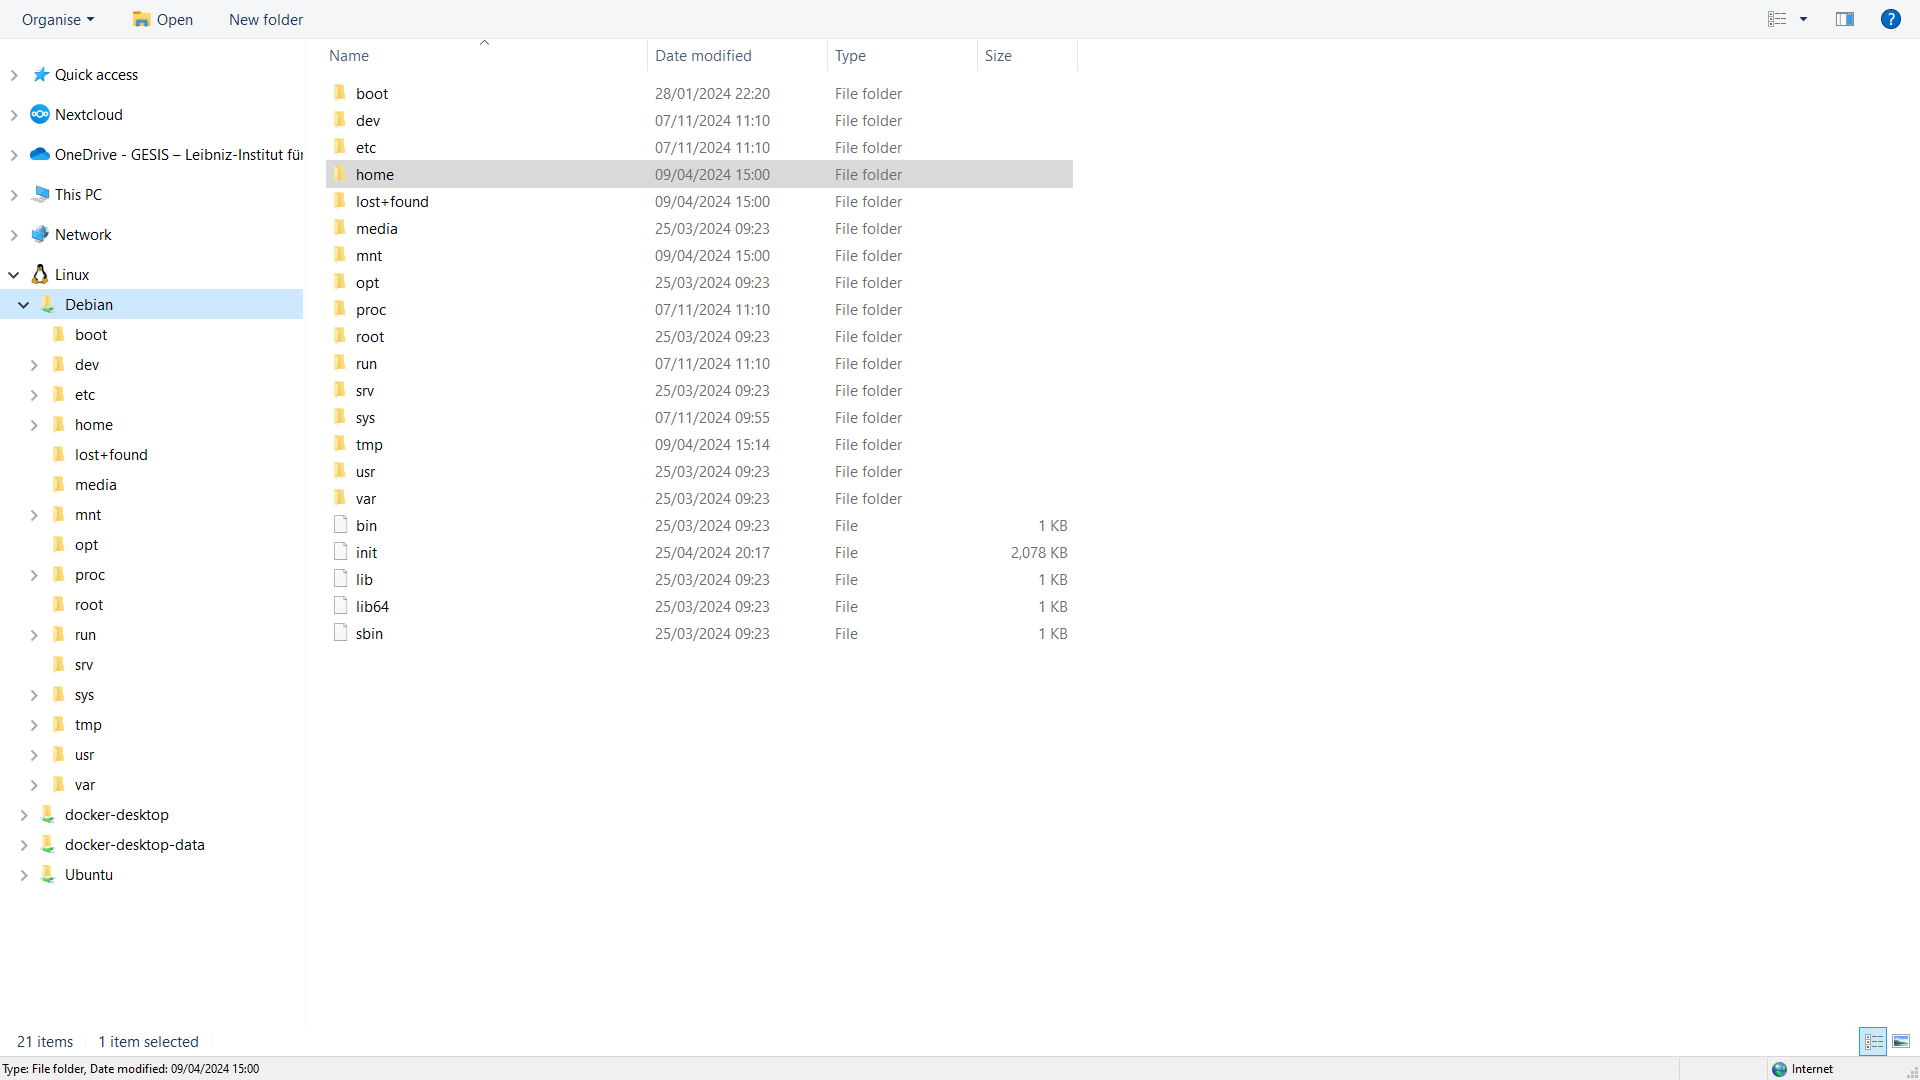 Organise
Open
New folder
Quick access
Nextcloud
OneDrive - GESIS – Leibniz-Institut für
This PC
Network
Linux
Debian
boot
dev
etc
home
lost+found
media
mnt
opt
proc
root
run
srv
sys
tmp
usr
var
docker-desktop
docker-desktop-data
Ubuntu
Name Date modified Type Size
boot 28/01/2024 22:20 File folder
dev 07/11/2024 11:10 File folder
etc 07/11/2024 11:10 File folder
home 09/04/2024 15:00 File folder
lost+found 09/04/2024 15:00 File folder
media 25/03/2024 09:23 File folder
mnt 09/04/2024 15:00 File folder
opt 25/03/2024 09:23 File folder
proc 07/11/2024 11:10 File folder
root 25/03/2024 09:23 File folder
run 07/11/2024 11:10 File folder
srv 25/03/2024 09:23 File folder
sys 07/11/2024 09:55 File folder
tmp 09/04/2024 15:14 File folder
usr 25/03/2024 09:23 File folder
var 25/03/2024 09:23 File folder
bin 25/03/2024 09:23 File 1 KB
init 25/04/2024 20:17 File 2,078 KB
lib 25/03/2024 09:23 File 1 KB
lib64 25/03/2024 09:23 File 1 KB
sbin 25/03/2024 09:23 File 1 KB
21 items 1 item selected
Type: File folder, Date modified: 09/04/2024 15:00
Internet